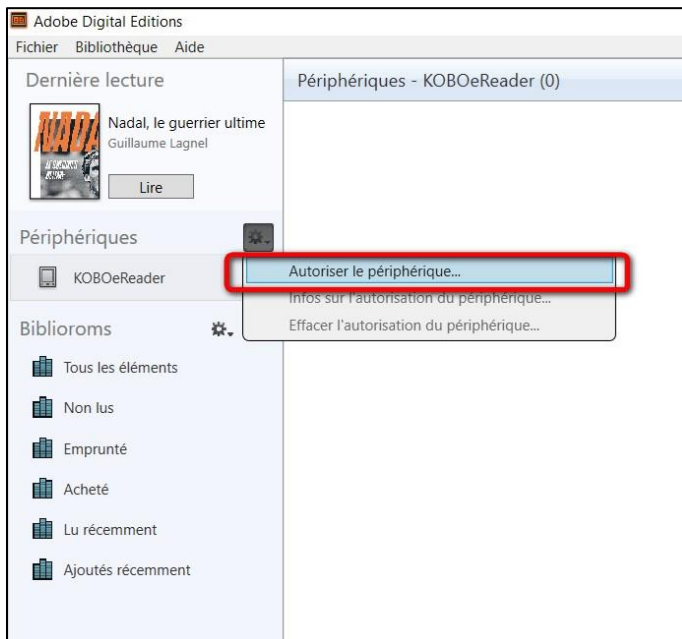 Adobe Digital Editions
Fichier Bibliothèque Aide
Dernière lecture
NADAL
Nadal, le guerrier ultime
Guillaume Lagnel
Lire
Périphériques - KOBOeReader (0)
Périphériques
KOBOeReader
Autoriser le périphérique...
Infos sur l'autorisation du périphérique...
Effacer l'autorisation du périphérique...
Biblioroms
Tous les éléments
Non lus
Emprunté
Acheté
Lu récemment
Ajoutés récemment